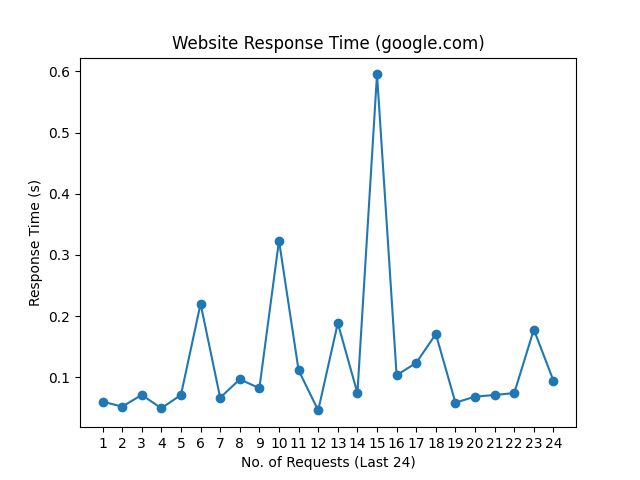 Website Response Time (google.com)
0.6
0.5
0.4
0.3
0.2
0.1
Response Time (s)
1 2 3 4 5 6 7 8 9 10 11 12 13 14 15 16 17 18 19 20 21 22 23 24
No. of Requests (Last 24)